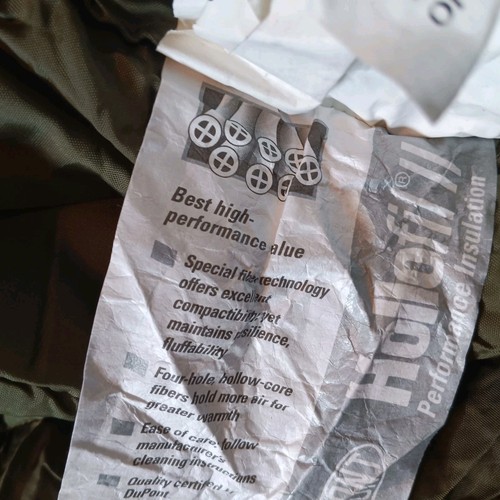 Best high-
performance value
Special fiber technology
offers excellent
compactibility, yet
maintains resilience,
fluffability
Four-hole, hollow-core
fibers hold more air for
greater warmth
Ease of care, follow
manufacturer's
cleaning instructions
Quality certified
DuPont
Hollofil® II
Performance Insulation